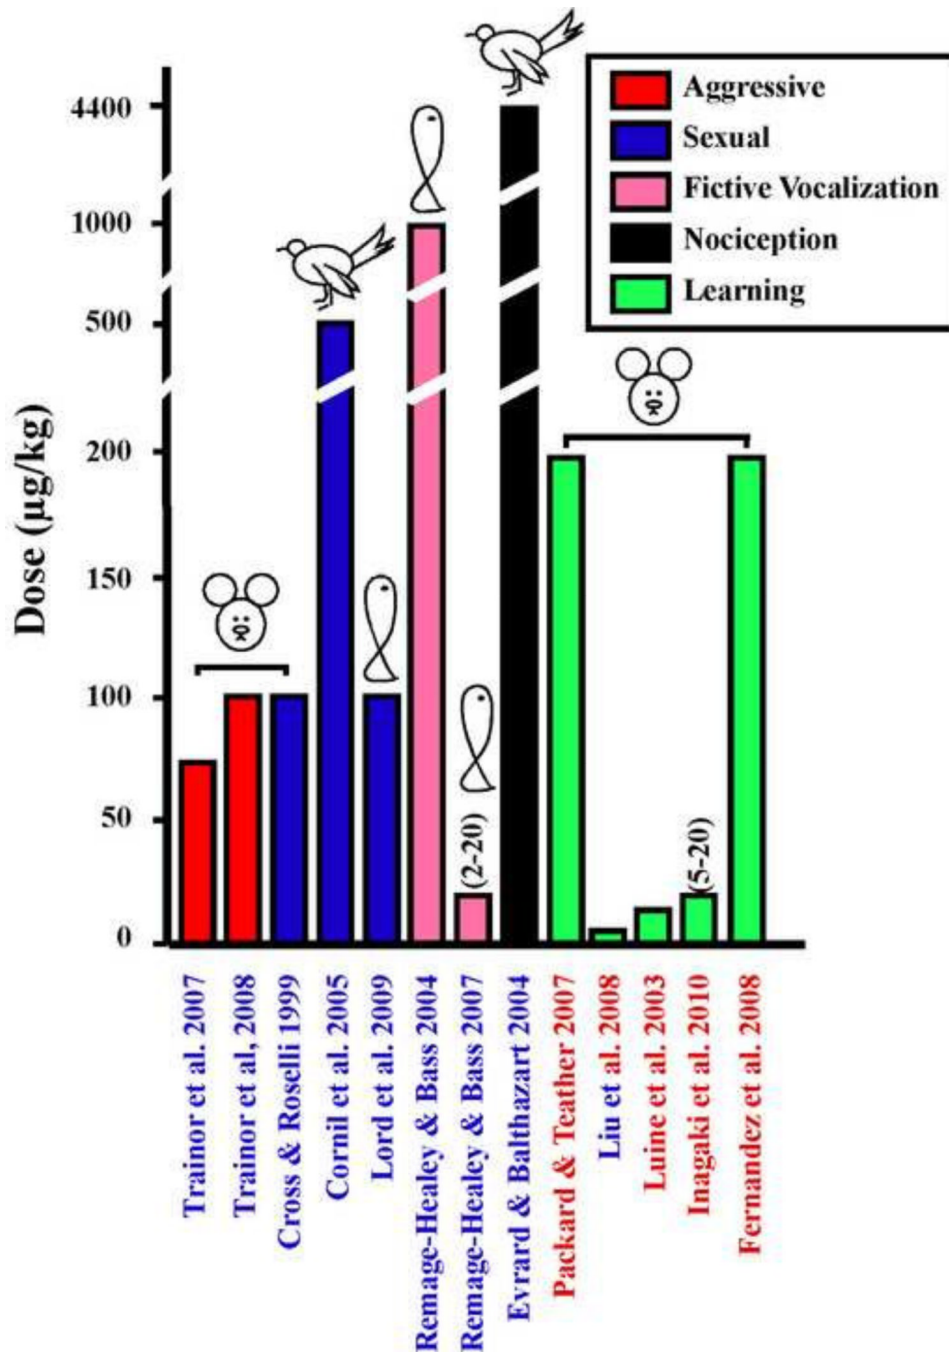 4400
1000
500
200
150
100
50
0
Dose (µg/kg)
Aggressive
Sexual
Fictive Vocalization
Nociception
Learning
(2-20)
(5-20)
Trainor et al. 2007
Trainor et al, 2008
Cross & Roselli 1999
Cornil et al. 2005
Lord et al. 2009
Remage-Healey & Bass 2004
Remage-Healey & Bass 2007
Evrard & Balthazart 2004
Packard & Teather 2007
Liu et al. 2008
Luine et al. 2003
Inagaki et al. 2010
Fernandez et al. 2008